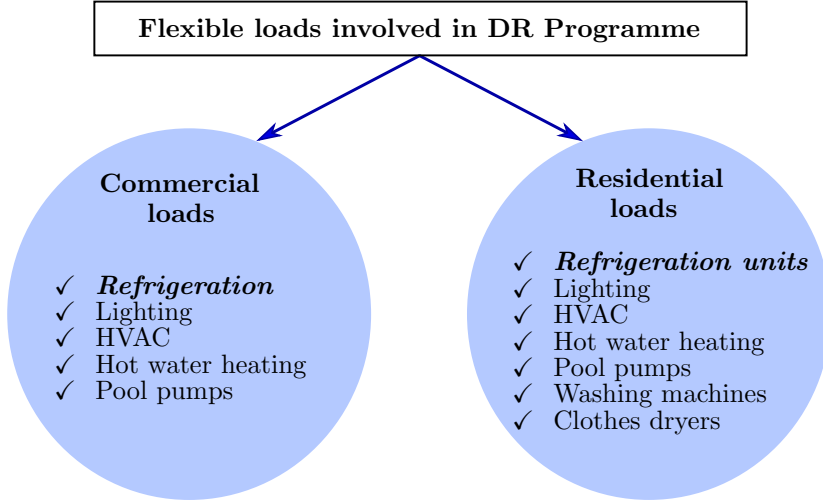 Flexible loads involved in DR Programme
Commercial
loads
✓ Refrigeration
✓ Lighting
✓ HVAC
✓ Hot water heating
✓ Pool pumps
Residential
loads
✓ Refrigeration units
✓ Lighting
✓ HVAC
✓ Hot water heating
✓ Pool pumps
✓ Washing machines
✓ Clothes dryers